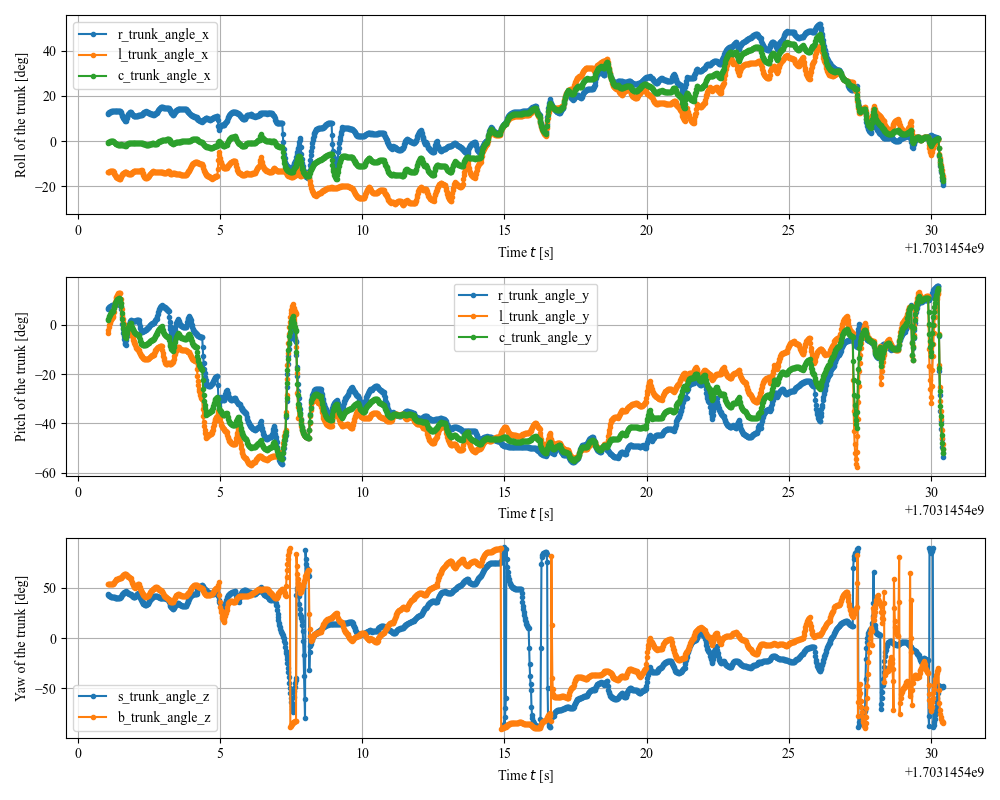 Roll of the trunk [deg]
40
20
0
−20
r_trunk_angle_x
l_trunk_angle_x
c_trunk_angle_x
0 5 10 15 20 25 30
Time t [s]
+1.7031454e9
Pitch of the trunk [deg]
0
−20
−40
−60
r_trunk_angle_y
l_trunk_angle_y
c_trunk_angle_y
0 5 10 15 20 25 30
Time t [s]
+1.7031454e9
Yaw of the trunk [deg]
50
0
−50
s_trunk_angle_z
b_trunk_angle_z
0 5 10 15 20 25 30
Time t [s]
+1.7031454e9